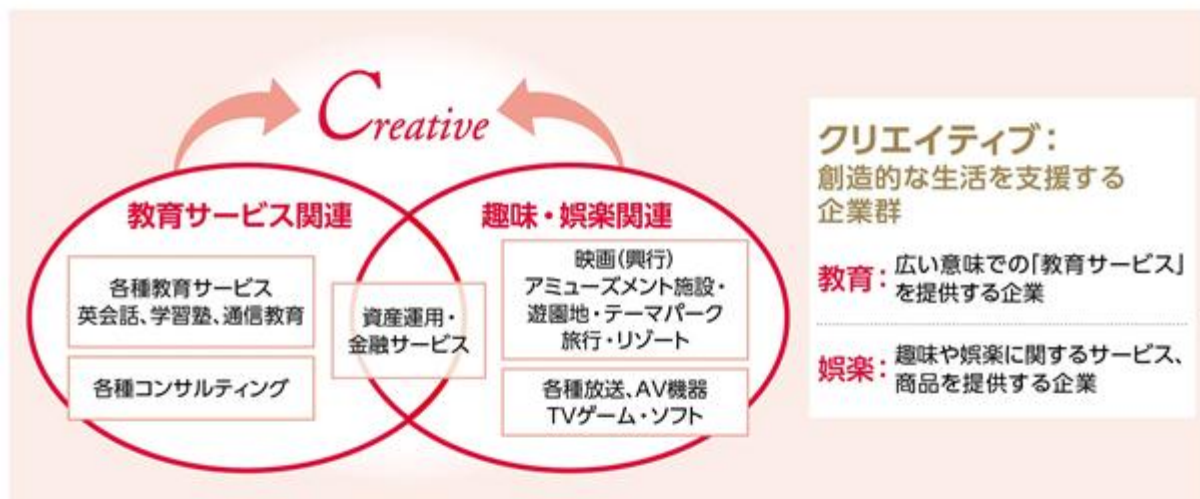 Creative
教育サービス関連
各種教育サービス
英会話、学習塾、通信教育
各種コンサルティング
資産運用・
金融サービス
趣味・娯楽関連
映画(興行)
アミューズメント施設・
遊園地・テーマパーク
旅行・リゾート
各種放送、AV機器
TVゲーム・ソフト
クリエイティブ：
創造的な生活を支援する
企業群
教育：広い意味での「教育サービス」
を提供する企業
娯楽：趣味や娯楽に関するサービス、
商品を提供する企業